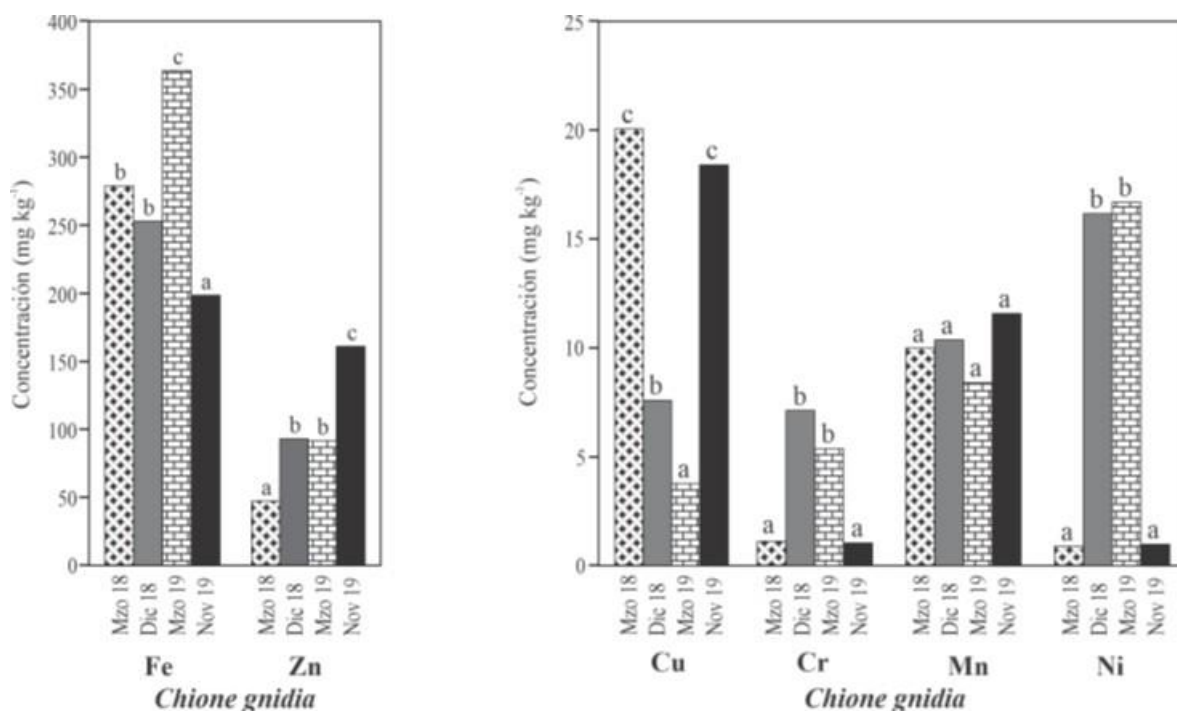 400
350
300
250
200
150
100
50
0
Concentración (mg kg⁻¹)
b
b
c
a
a
b
b
c
Mzo 18
Dic 18
Mzo 19
Nov 19
Mzo 18
Dic 18
Mzo 19
Nov 19
Fe Zn
Chione gnidia
25
20
15
10
5
0
Concentración (mg kg⁻¹)
c
b
a
c
a
b
b
a
a
a
a
a
a
b
b
a
Mzo 18
Dic 18
Mzo 19
Nov 19
Mzo 18
Dic 18
Mzo 19
Nov 19
Mzo 18
Dic 18
Mzo 19
Nov 19
Mzo 18
Dic 18
Mzo 19
Nov 19
Cu Cr Mn Ni
Chione gnidia